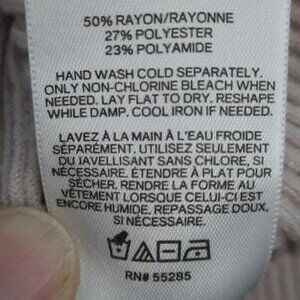 50% RAYON/RAYONNE
27% POLYESTER
23% POLYAMIDE
HAND WASH COLD SEPARATELY.
ONLY NON-CHLORINE BLEACH WHEN
NEEDED. LAY FLAT TO DRY. RESHAPE
WHILE DAMP. COOL IRON IF NEEDED.
LAVEZ À LA MAIN À L'EAU FROIDE
SÉPARÉMENT. UTILISEZ SEULEMENT
DU JAVELLISANT SANS CHLORE, SI
NÉCESSAIRE. ÉTENDRE À PLAT POUR
SÉCHER. RENDRE LA FORME AU
VÊTEMENT LORSQUE CELUI-CI EST
ENCORE HUMIDE. REPASSAGE DOUX,
SI NÉCESSAIRE.
RN# 55285